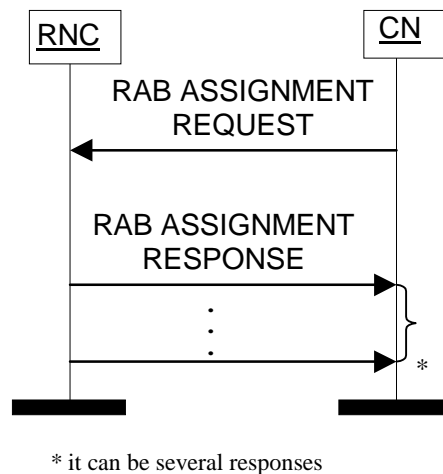 RNC
CN
RAB ASSIGNMENT
REQUEST
RAB ASSIGNMENT
RESPONSE
*
* it can be several responses